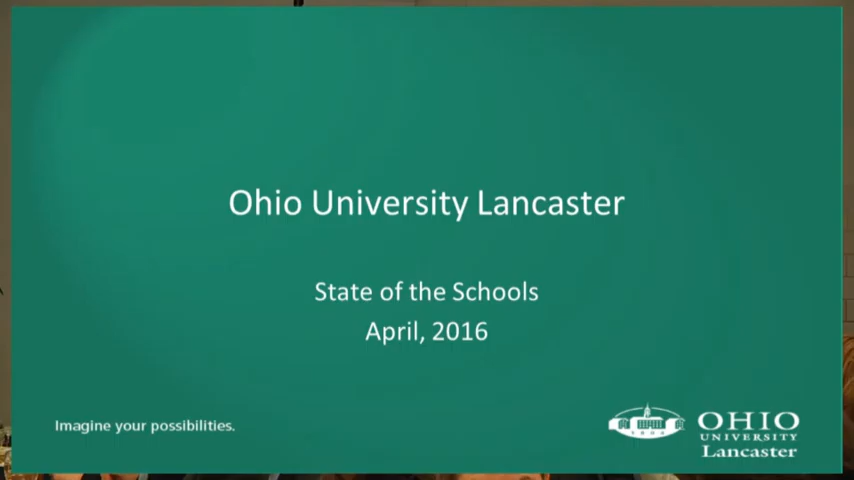 Ohio University Lancaster
State of the Schools
April, 2016
Imagine your possibilities.
OHIO
UNIVERSITY
Lancaster